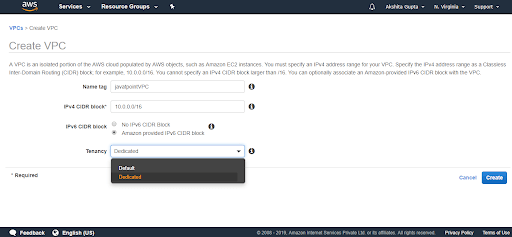 aws Services Resource Groups Akshita Gupta N. Virginia Support
VPCs > Create VPC
Create VPC
A VPC is an isolated portion of the AWS cloud populated by AWS objects, such as Amazon EC2 instances. You must specify an IPv4 address range for your VPC. Specify the IPv4 address range as a Classless
Inter-Domain Routing (CIDR) block; for example, 10.0.0.0/16. You cannot specify an IPv4 CIDR block larger than /16. You can optionally associate an Amazon-provided IPv6 CIDR block with the VPC.
Name tag javatpointVPC
IPv4 CIDR block* 10.0.0.0/16
IPv6 CIDR block No IPv6 CIDR Block
Amazon provided IPv6 CIDR block
Tenancy Dedicated
Default
Dedicated
* Required Cancel Create
Feedback English (US) © 2008 - 2019, Amazon Internet Services Private Ltd. or its affiliates. All rights reserved. Privacy Policy Terms of Use